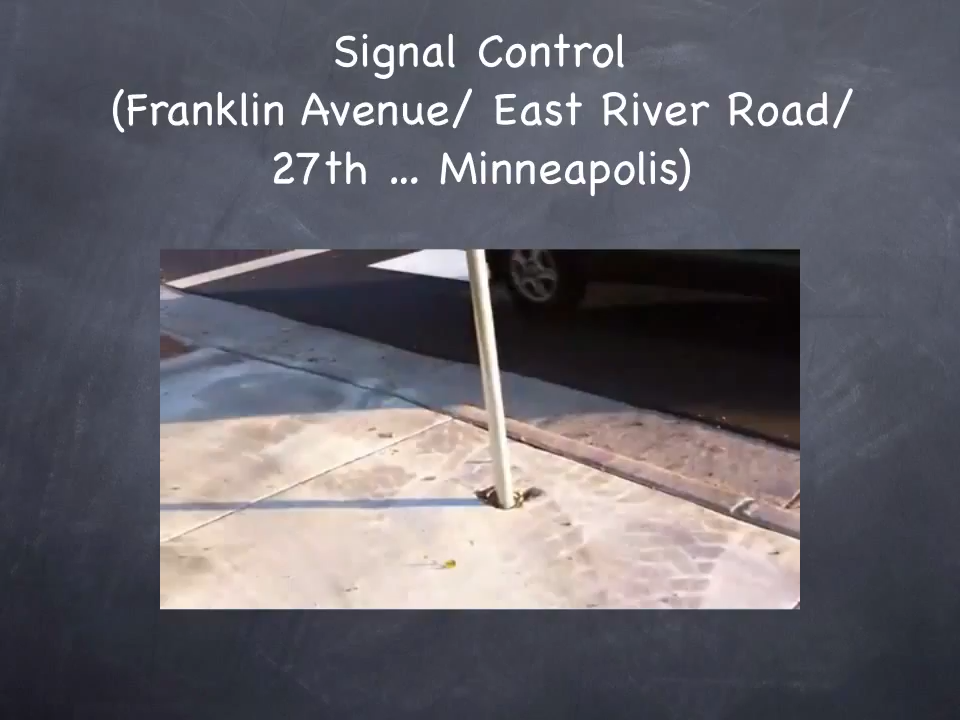 Signal Control
(Franklin Avenue/ East River Road/
27th ... Minneapolis)